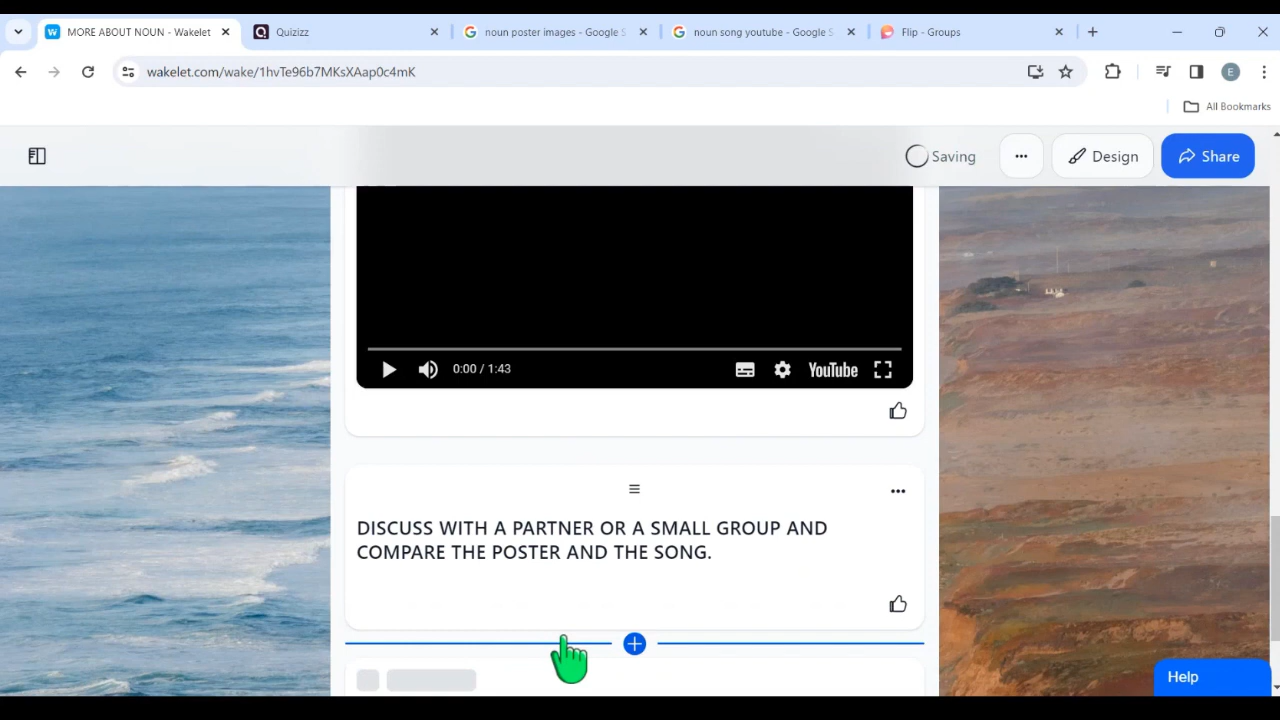 MORE ABOUT NOUN - Wakelet
Quizizz
noun poster images - Google S
noun song youtube - Google S
Flip - Groups
wakelet.com/wake/1hvTe96b7MKsXAap0c4mK
E
All Bookmarks
Saving
Design
Share
0:00 / 1:43
YouTube
DISCUSS WITH A PARTNER OR A SMALL GROUP AND
COMPARE THE POSTER AND THE SONG.
Help